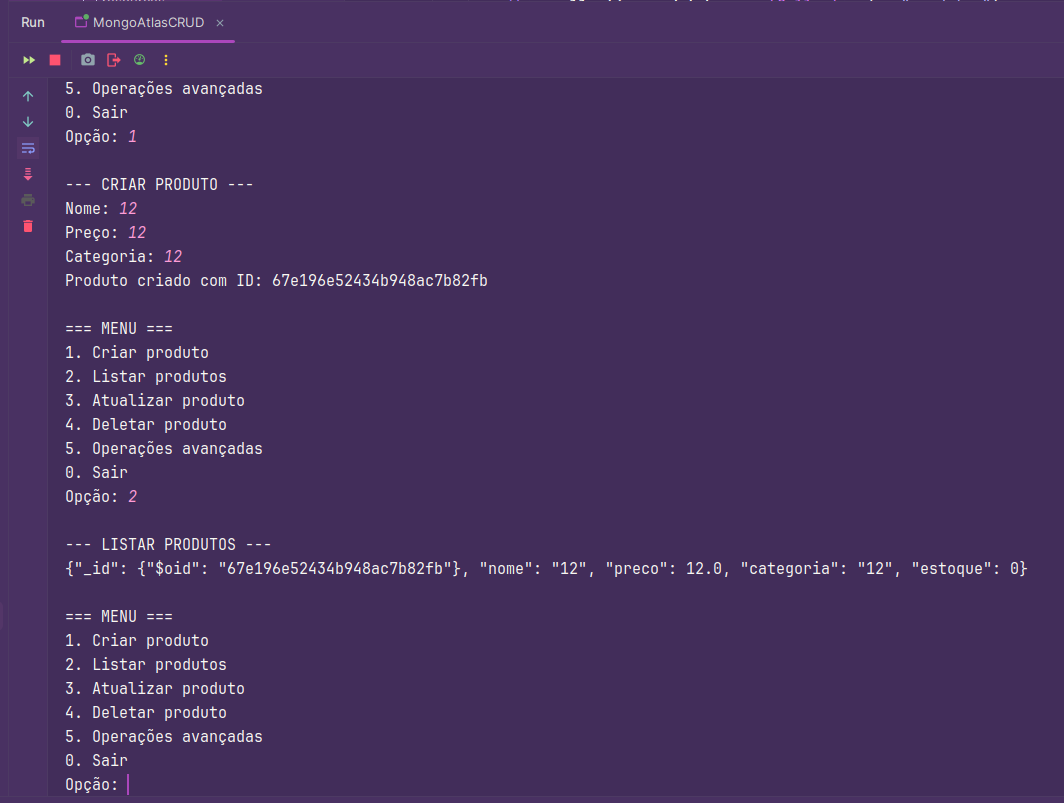 Run MongoAtlasCRUD ×
5. Operações avançadas
0. Sair
Opção: 1
--- CRIAR PRODUTO ---
Nome: 12
Preço: 12
Categoria: 12
Produto criado com ID: 67e196e52434b948ac7b82fb
=== MENU ===
1. Criar produto
2. Listar produtos
3. Atualizar produto
4. Deletar produto
5. Operações avançadas
0. Sair
Opção: 2
--- LISTAR PRODUTOS ---
{"_id": {"$oid": "67e196e52434b948ac7b82fb"}, "nome": "12", "preco": 12.0, "categoria": "12", "estoque": 0}
=== MENU ===
1. Criar produto
2. Listar produtos
3. Atualizar produto
4. Deletar produto
5. Operações avançadas
0. Sair
Opção: